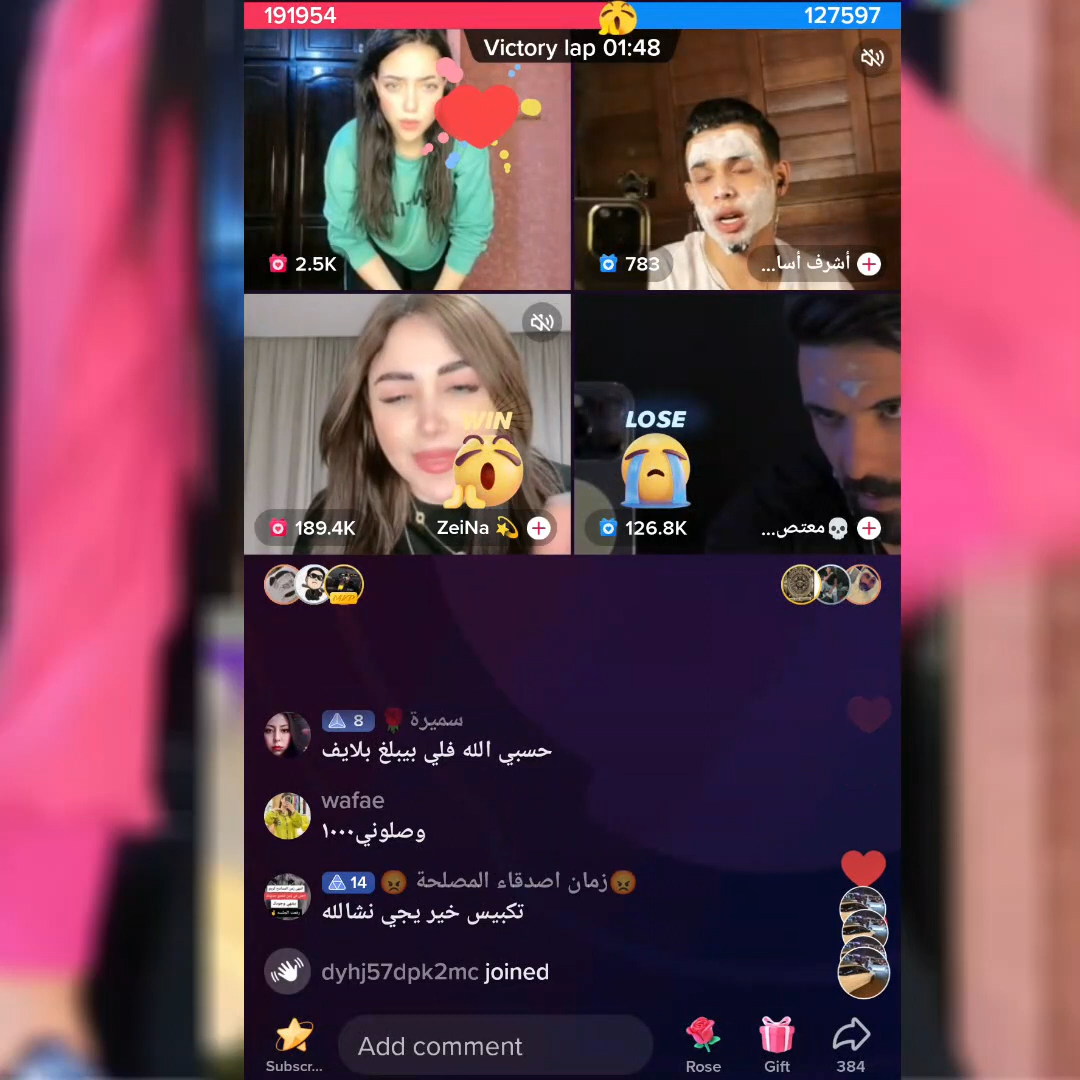 191954
127597
Victory lap 01:48
2.5K
783
أشرف أسا...
WIN
LOSE
189.4K
ZeiNa
126.8K
معتص...
8
سميرة
حسبي الله فلي بيبلغ بلايف
wafae
وصلوني١٠٠٠
14
زمان اصدقاء المصلحة
تكبيس خير يجي نشالله
dyhj57dpk2mc joined
Subscr...
Add comment
Rose
Gift
384